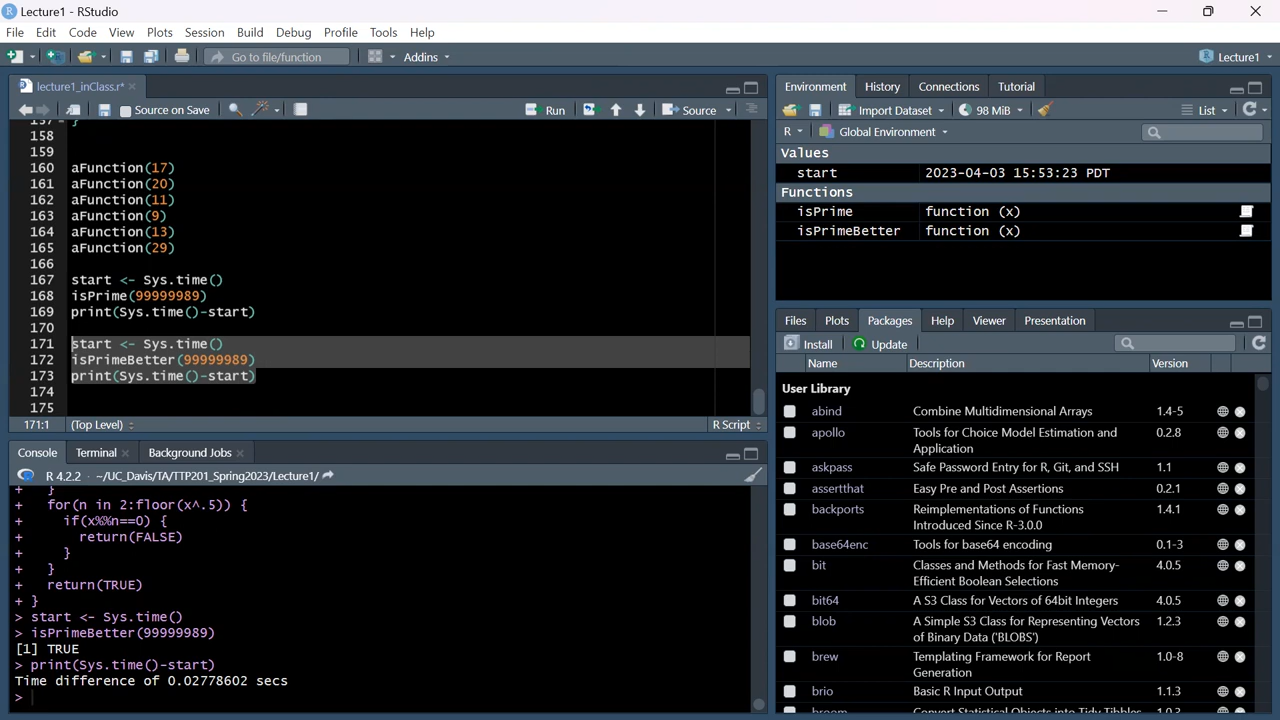 Lecture1 - RStudio
File Edit Code View Plots Session Build Debug Profile Tools Help
Go to file/function Addins Lecture1
lecture1_inClass.r*
Source on Save Run Source
157 }
158
159
160 aFunction(17)
161 aFunction(20)
162 aFunction(11)
163 aFunction(9)
164 aFunction(13)
165 aFunction(29)
166
167 start <- Sys.time()
168 isPrime(99999989)
169 print(Sys.time()-start)
170
171 start <- Sys.time()
172 isPrimeBetter(99999989)
173 print(Sys.time()-start)
174
175
171:1 (Top Level) R Script
Console Terminal Background Jobs
R 4.2.2 · ~/UC_Davis/TA/TTP201_Spring2023/Lecture1/
+ }
+ for(n in 2:floor(x^.5)) {
+ if(x%%n==0) {
+ return(FALSE)
+ }
+ }
+ return(TRUE)
+ }
> start <- Sys.time()
> isPrimeBetter(99999989)
[1] TRUE
> print(Sys.time()-start)
Time difference of 0.02778602 secs
>
Environment History Connections Tutorial
Import Dataset 98 MiB List
R Global Environment
Values
start 2023-04-03 15:53:23 PDT
Functions
isPrime function (x)
isPrimeBetter function (x)
Files Plots Packages Help Viewer Presentation
Install Update
Name Description Version
User Library
abind Combine Multidimensional Arrays 1.4-5
apollo Tools for Choice Model Estimation and 0.2.8
Application
askpass Safe Password Entry for R, Git, and SSH 1.1
assertthat Easy Pre and Post Assertions 0.2.1
backports Reimplementations of Functions 1.4.1
Introduced Since R-3.0.0
base64enc Tools for base64 encoding 0.1-3
bit Classes and Methods for Fast Memory- 4.0.5
Efficient Boolean Selections
bit64 A S3 Class for Vectors of 64bit Integers 4.0.5
blob A Simple S3 Class for Representing Vectors 1.2.3
of Binary Data ('BLOBS')
brew Templating Framework for Report 1.0-8
Generation
brio Basic R Input Output 1.1.3
broom Convert Statistical Objects into Tidy Tibbles 1.0.3